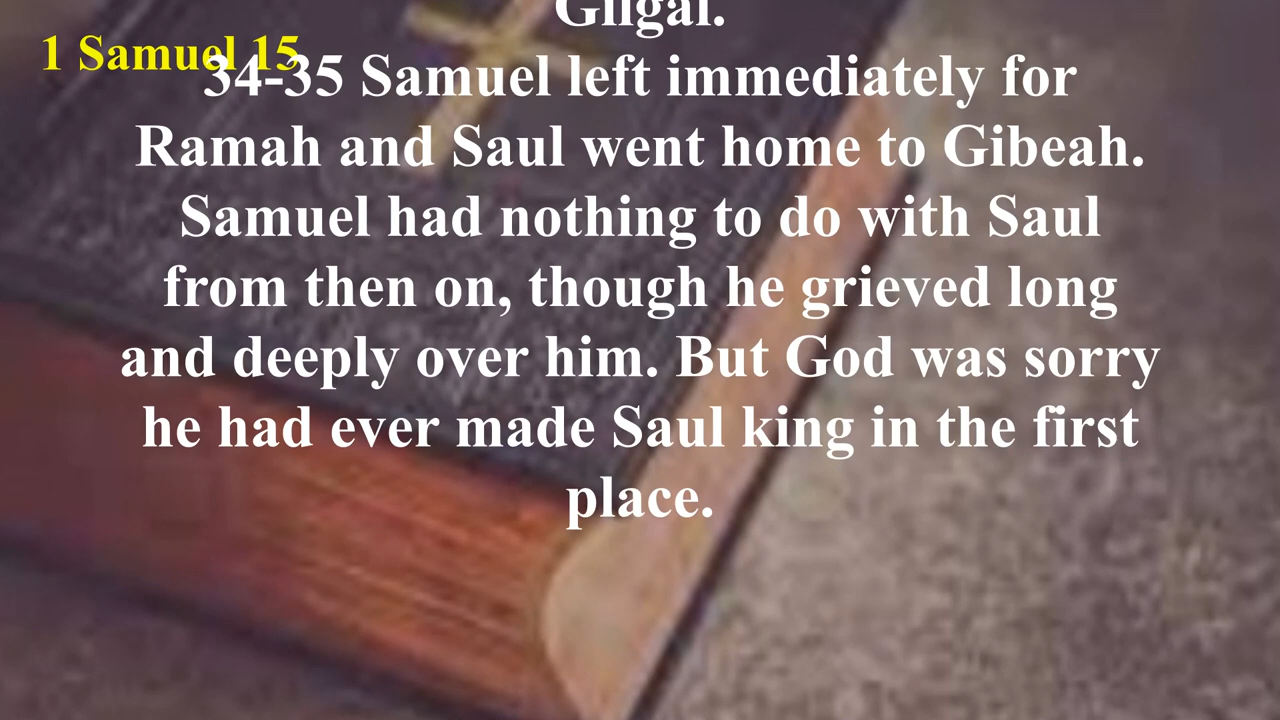 Gilgal.
1 Samuel 15
34-35 Samuel left immediately for
Ramah and Saul went home to Gibeah.
Samuel had nothing to do with Saul
from then on, though he grieved long
and deeply over him. But God was sorry
he had ever made Saul king in the first
place.